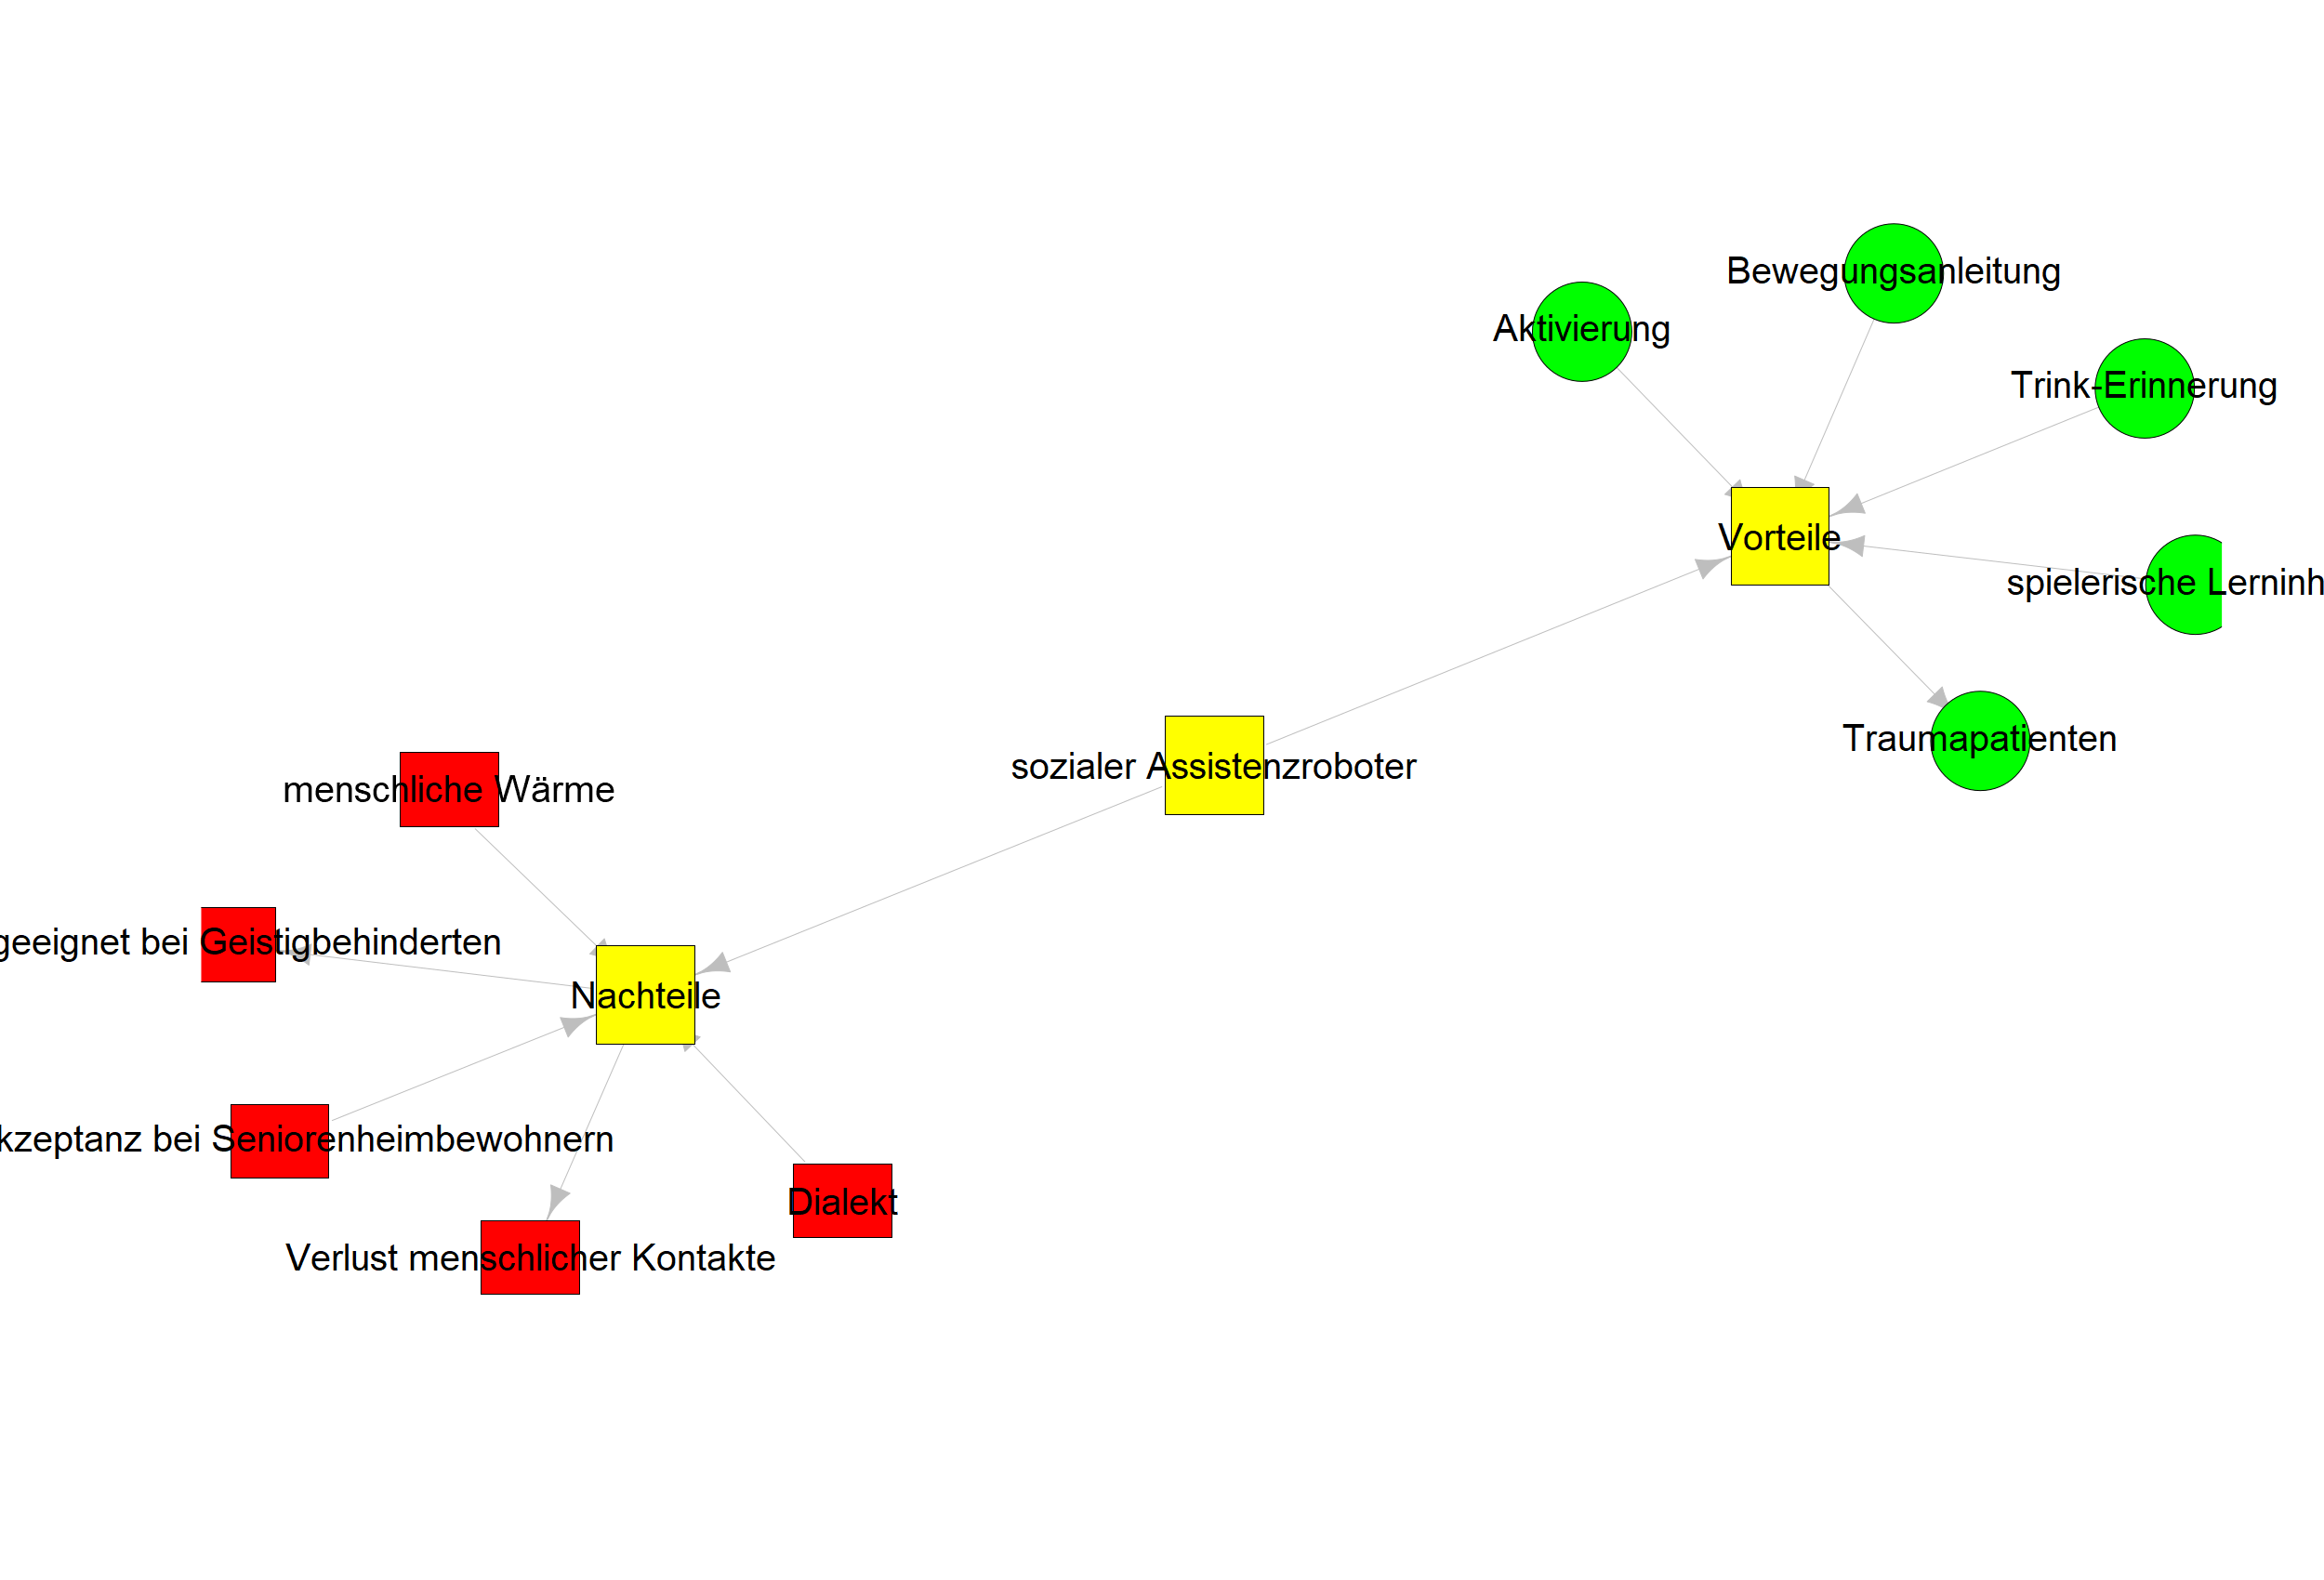 Bewegungsanleitung
Aktivierung
Trink-Erinnerung
Vorteile
spielerische Lerninh
sozialer Assistenzroboter
Traumapatienten
menschliche Wärme
geeignet bei Geistigbehinderten
Nachteile
kzeptanz bei Seniorenheimbewohnern
Dialekt
Verlust menschlicher Kontakte